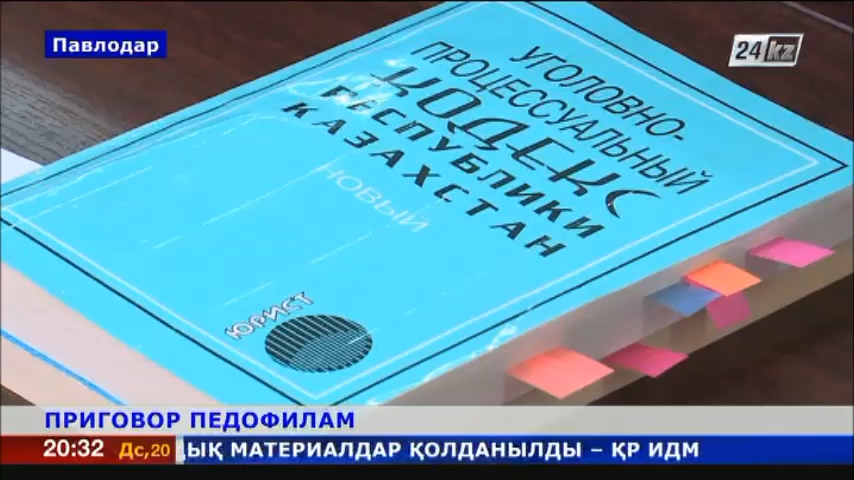 Павлодар
24kz
УГОЛОВНО-
ПРОЦЕССУАЛЬНЫЙ
КОДЕКС
РЕСПУБЛИКИ
КАЗАХСТАН
НОВЫЙ
ЮРИСТ
ПРИГОВОР ПЕДОФИЛАМ
20:32 Дс,20 ДЫҚ МАТЕРИАЛДАР ҚОЛДАНЫЛДЫ – ҚР ИДМ